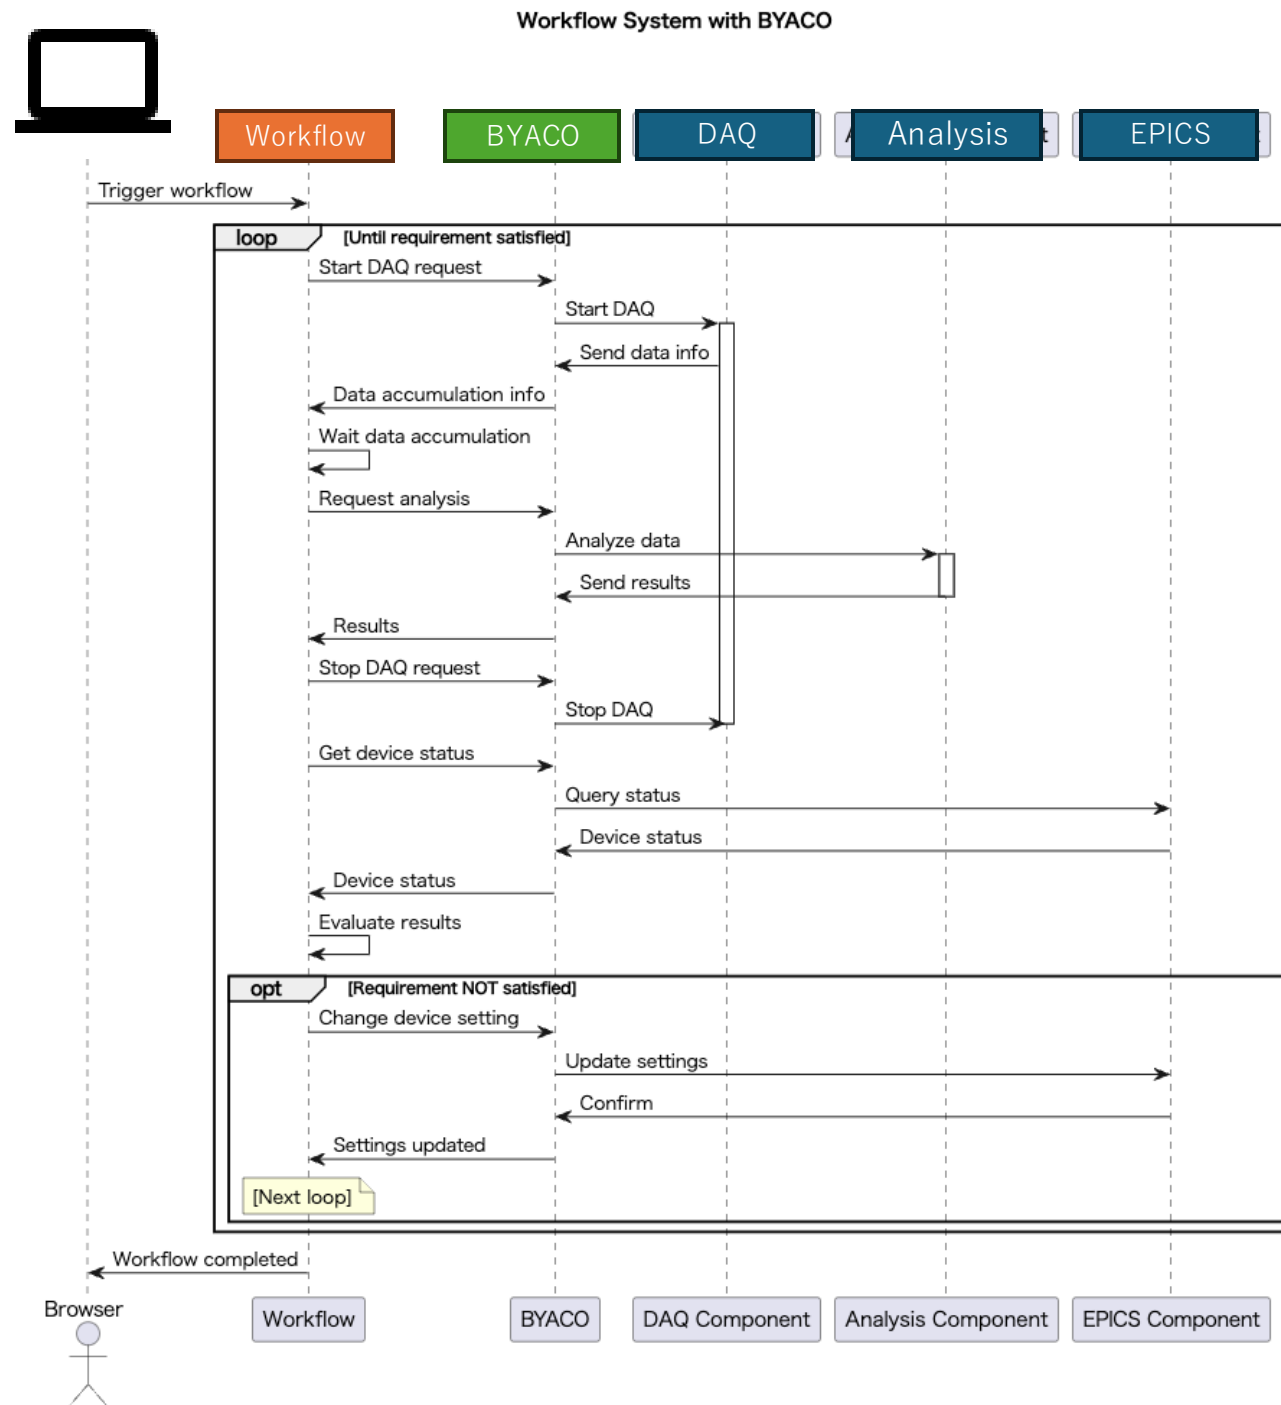 Workflow System with BYACO
Workflow
BYACO
DAQ
Analysis
EPICS
Trigger workflow
loop
[Until requirement satisfied]
Start DAQ request
Start DAQ
Send data info
Data accumulation info
Wait data accumulation
Request analysis
Analyze data
Send results
Results
Stop DAQ request
Stop DAQ
Get device status
Query status
Device status
Device status
Evaluate results
opt
[Requirement NOT satisfied]
Change device setting
Update settings
Confirm
Settings updated
[Next loop]
Workflow completed
Browser
Workflow
BYACO
DAQ Component
Analysis Component
EPICS Component